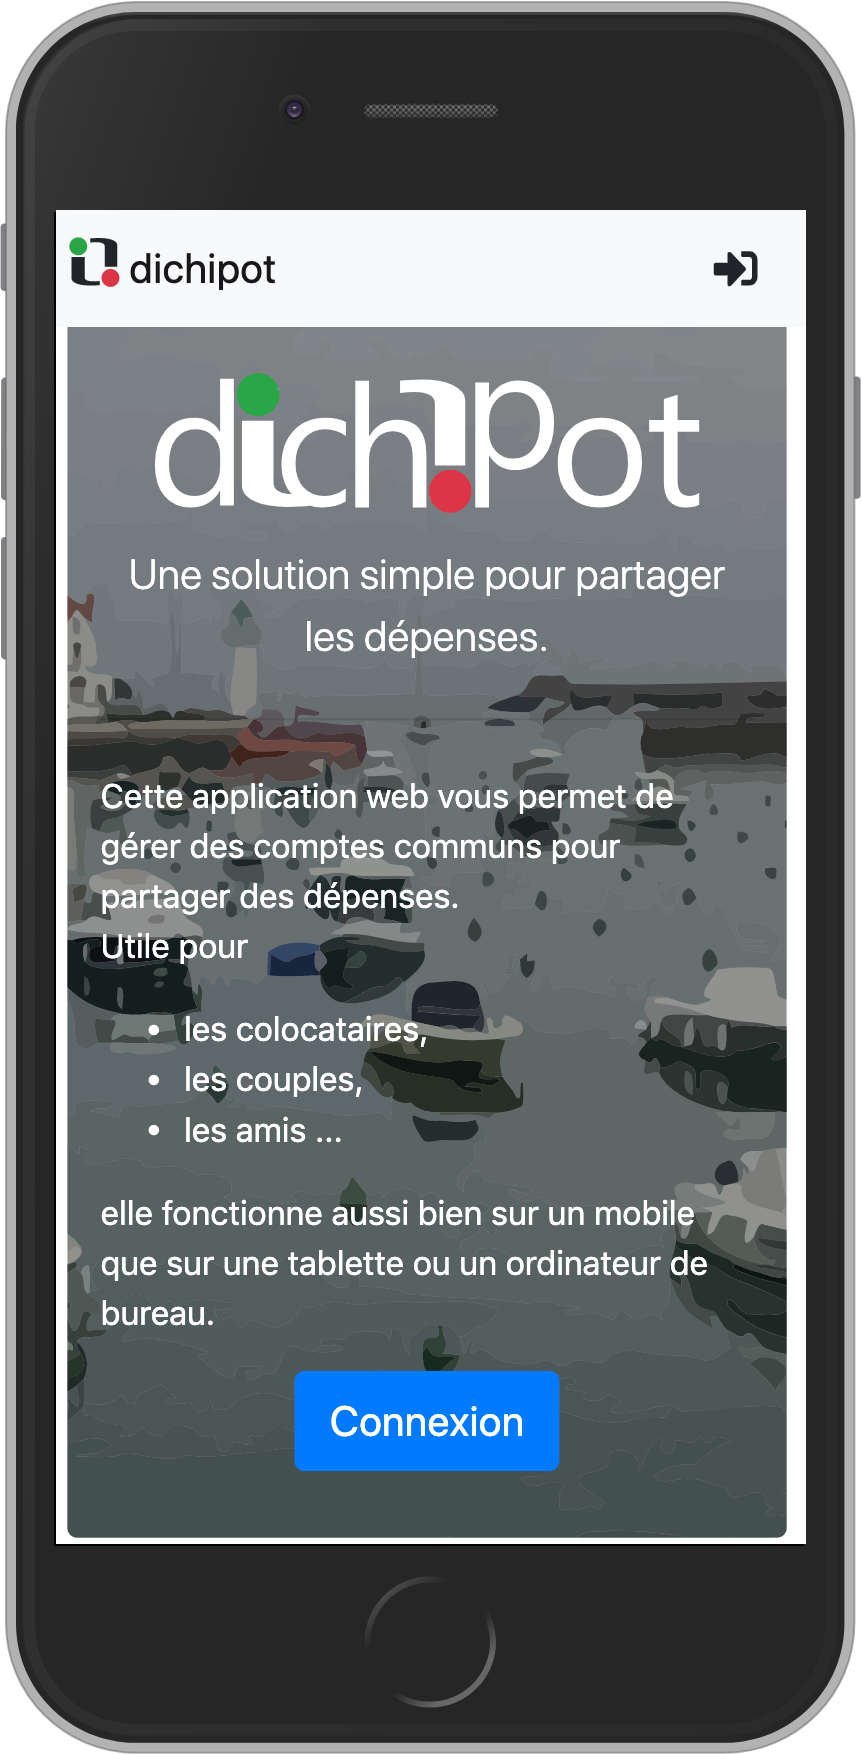 dichipot
dichipot
Une solution simple pour partager
les dépenses.
Cette application web vous permet de
gérer des comptes communs pour
partager des dépenses.
Utile pour
• les colocataires,
• les couples,
• les amis ...
elle fonctionne aussi bien sur un mobile
que sur une tablette ou un ordinateur de
bureau.
Connexion